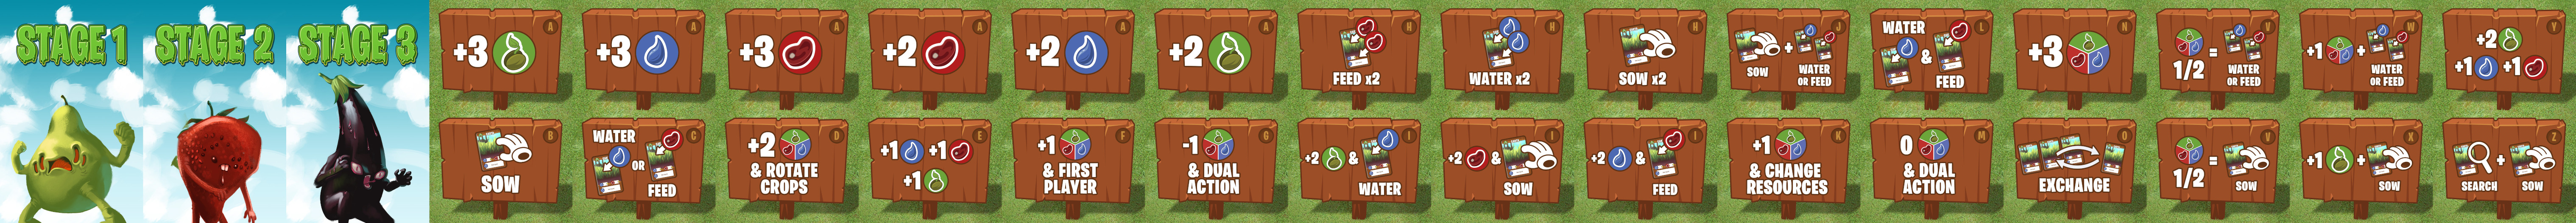 STAGE 1
STAGE 2
STAGE 3
+3
A
+3
A
+3
A
+2
A
+2
A
+2
A
H
FEED x2
H
WATER x2
H
SOW x2
J
+
SOW
WATER
OR FEED
L
WATER
&
FEED
N
+3
=
1/2
WATER
OR FEED
W
+1
+
WATER
OR FEED
Y
+2
+1 +1
B
SOW
C
WATER
OR
FEED
D
+2
& ROTATE
CROPS
E
+1 +1
+1
F
+1
& FIRST
PLAYER
G
-1
& DUAL
ACTION
I
+2 &
WATER
I
+2 &
SOW
I
+2 &
FEED
K
+1
& CHANGE
RESOURCES
M
0
& DUAL
ACTION
O
EXCHANGE
V
=
1/2
SOW
X
+1
+
SOW
Z
+
SEARCH
SOW